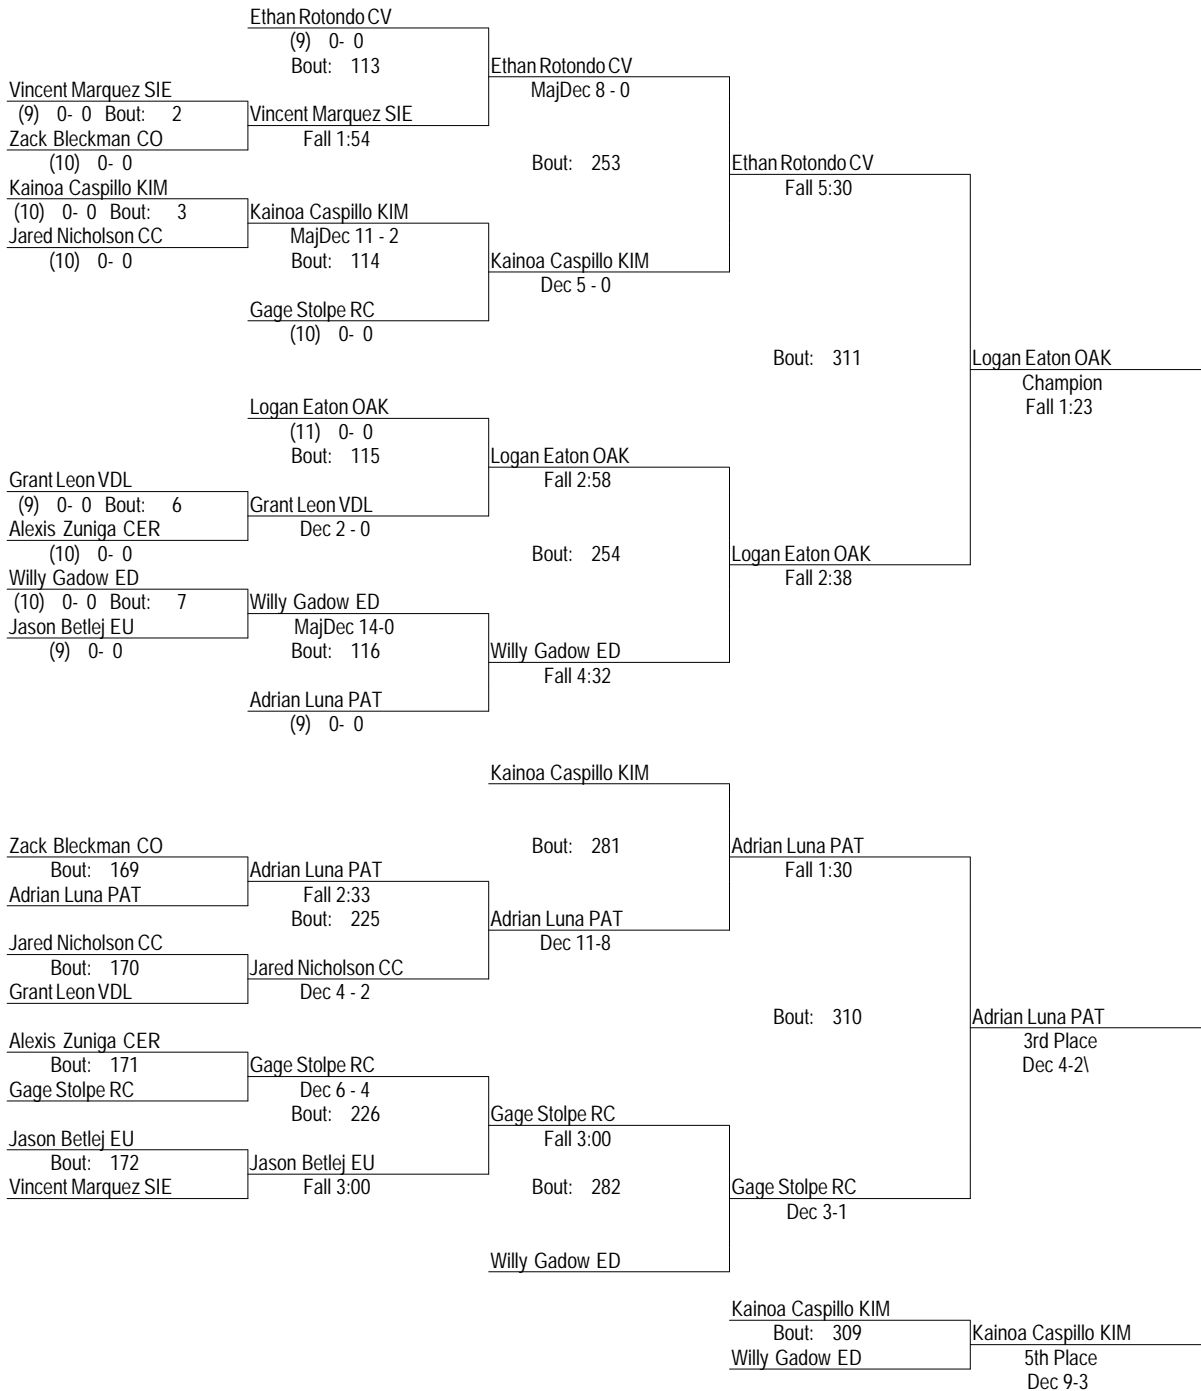 Ethan Rotondo CV
(9) 0- 0
Bout: 113
Ethan Rotondo CV
MajDec 8 - 0
Vincent Marquez SIE
(9) 0- 0 Bout: 2
Vincent Marquez SIE
Fall 1:54
Zack Bleckman CO
(10) 0- 0
Bout: 253
Ethan Rotondo CV
Fall 5:30
Kainoa Caspillo KIM
(10) 0- 0 Bout: 3
Kainoa Caspillo KIM
MajDec 11 - 2
Bout: 114
Jared Nicholson CC
(10) 0- 0
Kainoa Caspillo KIM
Dec 5 - 0
Gage Stolpe RC
(10) 0- 0
Bout: 311
Logan Eaton OAK
Champion
Fall 1:23
Logan Eaton OAK
(11) 0- 0
Bout: 115
Logan Eaton OAK
Fall 2:58
Grant Leon VDL
(9) 0- 0 Bout: 6
Grant Leon VDL
Dec 2 - 0
Alexis Zuniga CER
(10) 0- 0
Bout: 254
Logan Eaton OAK
Fall 2:38
Willy Gadow ED
(10) 0- 0 Bout: 7
Willy Gadow ED
MajDec 14-0
Bout: 116
Jason Betlej EU
(9) 0- 0
Willy Gadow ED
Fall 4:32
Adrian Luna PAT
(9) 0- 0
Kainoa Caspillo KIM
Bout: 281
Adrian Luna PAT
Fall 1:30
Zack Bleckman CO
Bout: 169
Adrian Luna PAT
Adrian Luna PAT
Fall 2:33
Bout: 225
Adrian Luna PAT
Dec 11-8
Jared Nicholson CC
Bout: 170
Grant Leon VDL
Jared Nicholson CC
Dec 4 - 2
Bout: 310
Adrian Luna PAT
3rd Place
Dec 4-2\
Alexis Zuniga CER
Bout: 171
Gage Stolpe RC
Gage Stolpe RC
Dec 6 - 4
Bout: 226
Gage Stolpe RC
Fall 3:00
Jason Betlej EU
Bout: 172
Vincent Marquez SIE
Jason Betlej EU
Fall 3:00
Bout: 282
Gage Stolpe RC
Dec 3-1
Willy Gadow ED
Kainoa Caspillo KIM
Bout: 309
Willy Gadow ED
Kainoa Caspillo KIM
5th Place
Dec 9-3